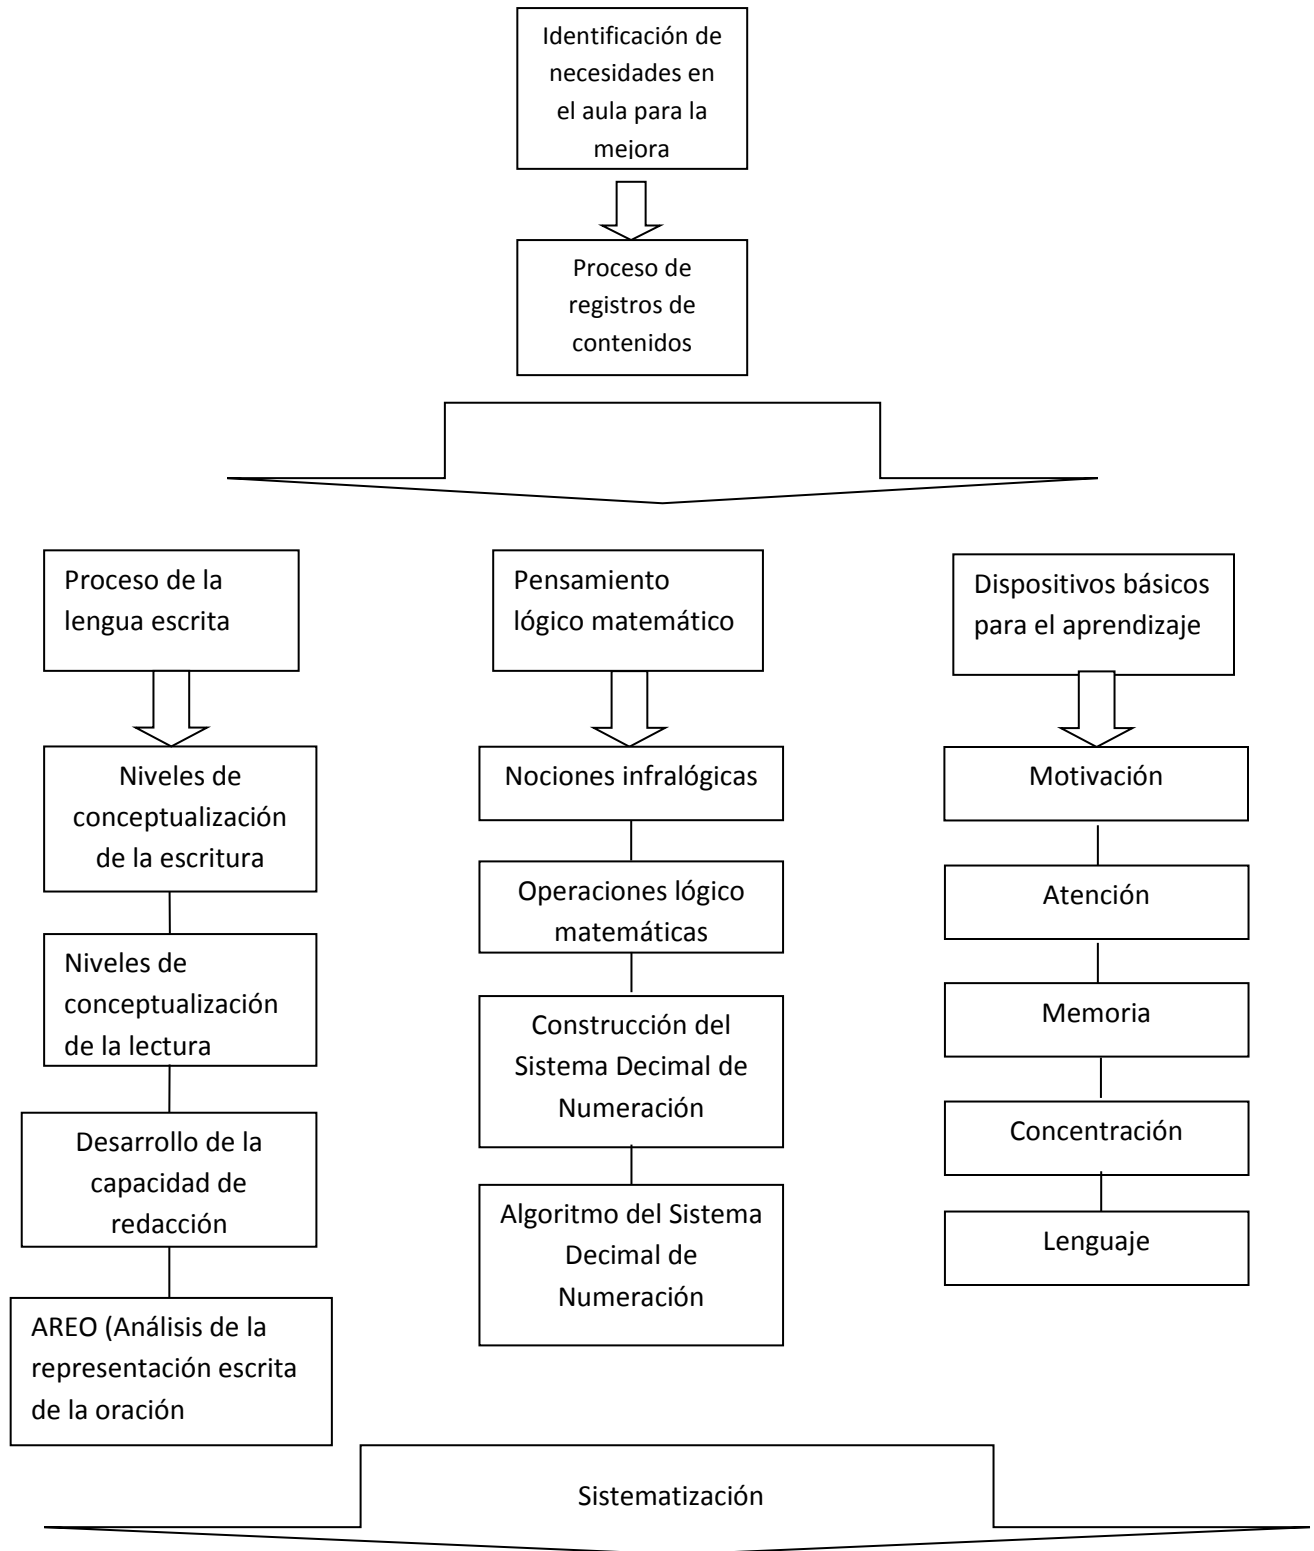 Identificación de
necesidades en
el aula para la
mejora
Proceso de
registros de
contenidos
Proceso de la
lengua escrita
Niveles de
conceptualización
de la escritura
Niveles de
conceptualización
de la lectura
Desarrollo de la
capacidad de
redacción
AREO (Análisis de la
representación escrita
de la oración
Pensamiento
lógico matemático
Nociones infralógicas
Operaciones lógico
matemáticas
Construcción del
Sistema Decimal de
Numeración
Algoritmo del Sistema
Decimal de
Numeración
Dispositivos básicos
para el aprendizaje
Motivación
Atención
Memoria
Concentración
Lenguaje
Sistematización